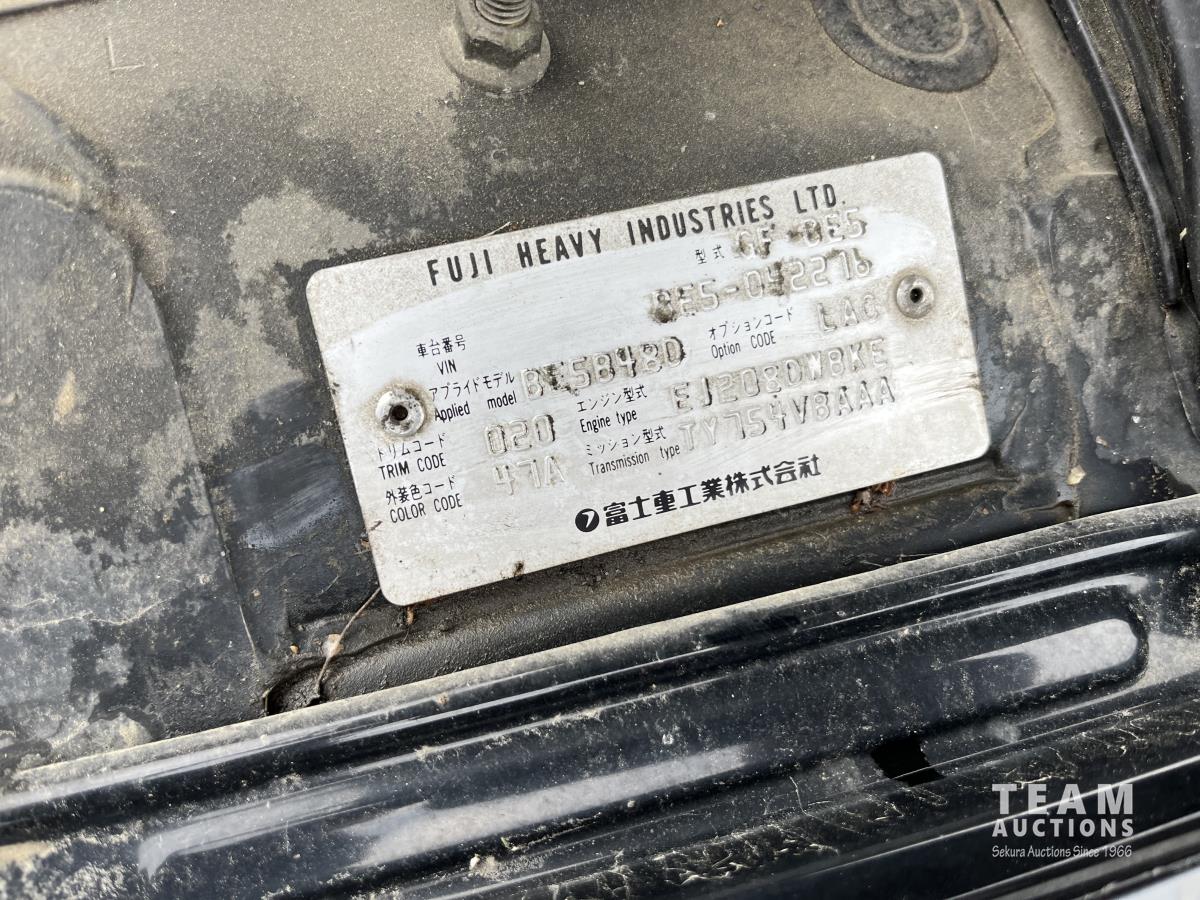 L
FUJI HEAVY INDUSTRIES LTD.
型式 GF-BE5
車台番号 VIN BE5-052276
アプライドモデル Applied model BE5B48D オプションコード Option CODE LAC
トリムコード TRIM CODE 020 エンジン型式 Engine type EJ208DWBKE
外装色コード COLOR CODE 47A ミッション型式 Transmission type TY754VBAAA
富士重工業株式会社
TEAM
AUCTIONS
Sekura Auctions Since 1966